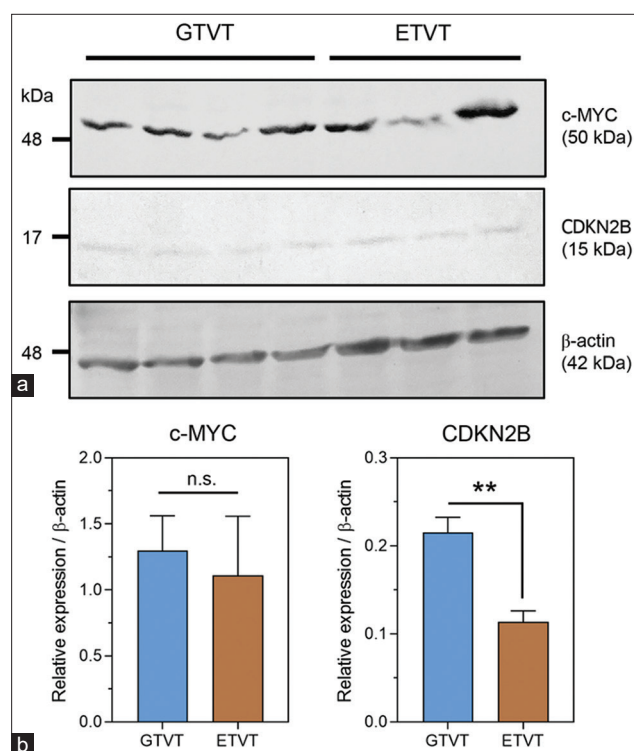 GTVT ETVT
kDa
c-MYC
48
(50 kDa)
17
CDKN2B
(15 kDa)
β-actin
48
(42 kDa)
a
c-MYC
Relative expression / β-actin
2.0
1.5
1.0
0.5
0.0
n.s.
GTVT ETVT
CDKN2B
Relative expression / β-actin
0.3
0.2
0.1
0.0
**
GTVT ETVT
b